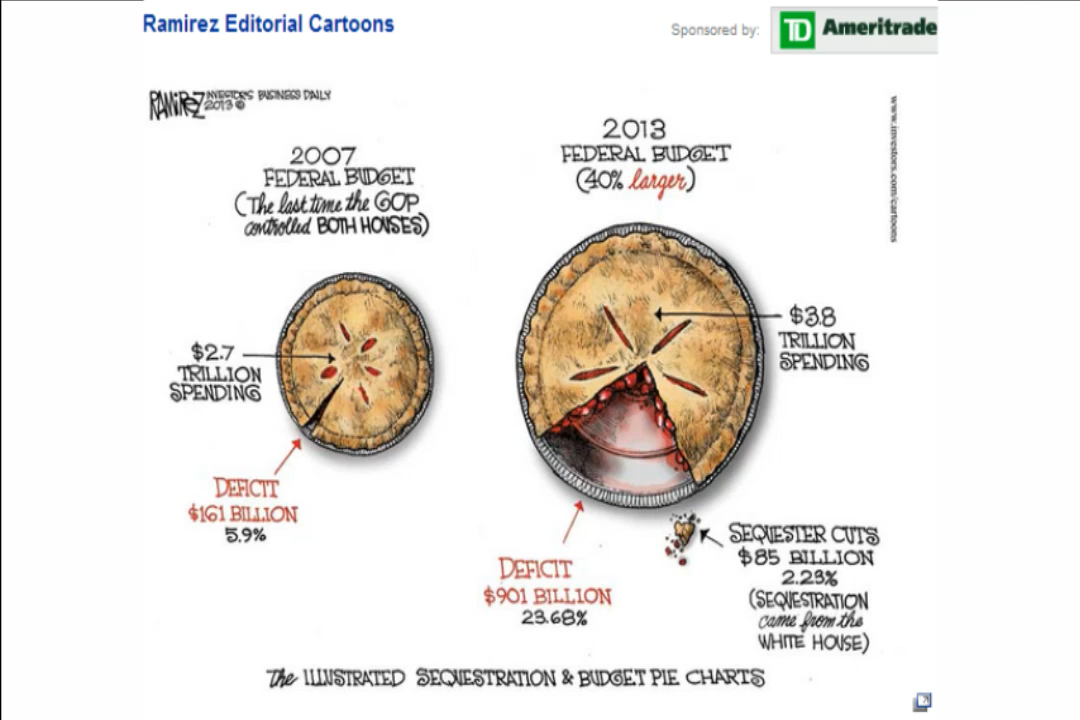 Ramirez Editorial Cartoons
Sponsored by:
TD Ameritrade
RAMIREZ INVESTOR'S BUSINESS DAILY
2013 ©
www.investors.com/cartoons
2007
FEDERAL BUDGET
(The last time the GOP
controlled BOTH HOUSES)
2013
FEDERAL BUDGET
(40% larger)
$2.7
TRILLION
SPENDING
$3.8
TRILLION
SPENDING
DEFICIT
$161 BILLION
5.9%
DEFICIT
$901 BILLION
23.68%
SEQUESTER CUTS
$85 BILLION
2.23%
(SEQUESTRATION
came from the
WHITE HOUSE)
The ILLUSTRATED SEQUESTRATION & BUDGET PIE CHARTS